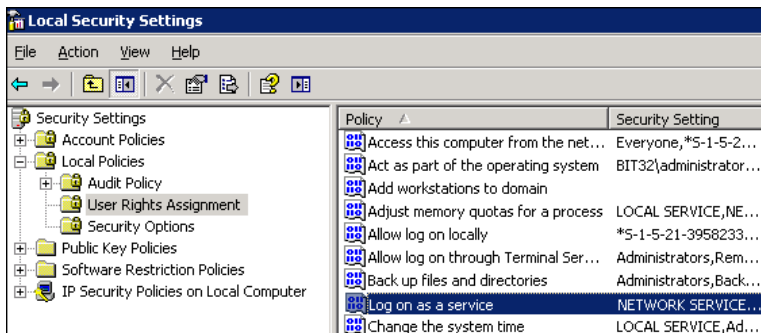 Local Security Settings
File Action View Help
Security Settings
Account Policies
Local Policies
Audit Policy
User Rights Assignment
Security Options
Public Key Policies
Software Restriction Policies
IP Security Policies on Local Computer
Policy Security Setting
Access this computer from the net... Everyone,*S-1-5-2...
Act as part of the operating system BIT32\administrator...
Add workstations to domain
Adjust memory quotas for a process LOCAL SERVICE,NE...
Allow log on locally *S-1-5-21-3958233...
Allow log on through Terminal Ser... Administrators,Rem...
Back up files and directories Administrators,Back...
Log on as a service NETWORK SERVICE...
Change the system time LOCAL SERVICE,Ad...